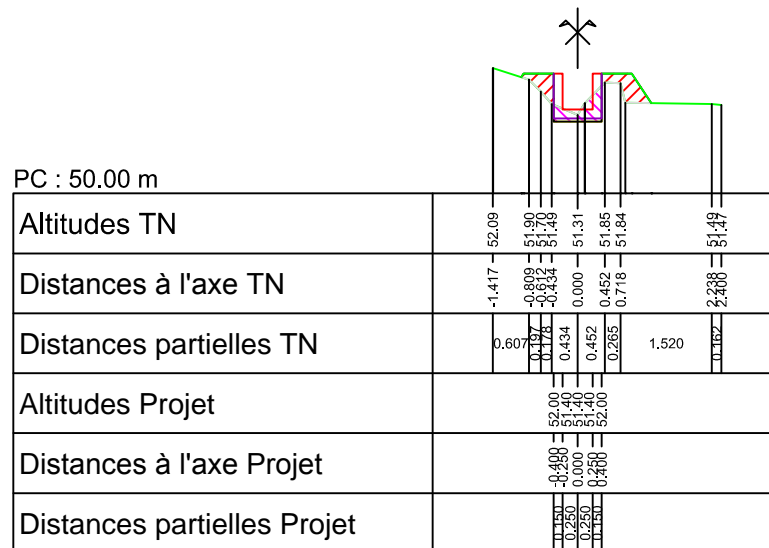 PC : 50.00 m
Altitudes TN
52.09 51.90 51.70 51.49 51.31 51.85 51.84 51.49 51.47
Distances à l'axe TN
-1.417 -0.809 -0.612 -0.434 0.000 0.452 0.718 2.238 2.400
Distances partielles TN
0.607 0.197 0.178 0.434 0.452 0.265 1.520 0.162
Altitudes Projet
52.00 51.40 51.40 51.40 52.00
Distances à l'axe Projet
-0.400 -0.250 0.000 0.250 0.400
Distances partielles Projet
0.150 0.250 0.250 0.150